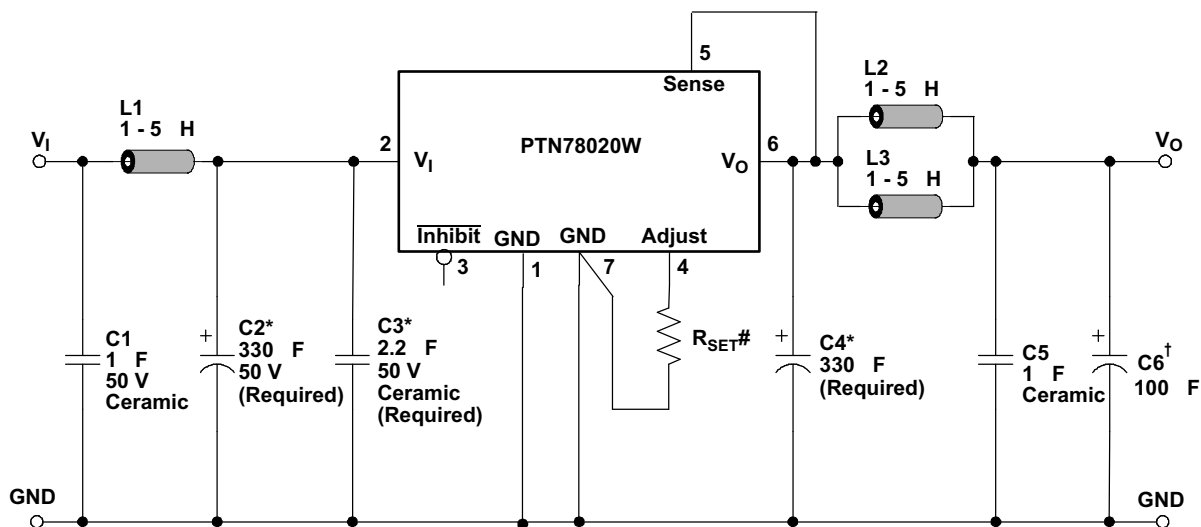 5
Sense
L1
1 - 5 H
L2
1 - 5 H
V_I
2
V_I
PTN78020W
V_O
6
L3
1 - 5 H
V_O
Inhibit
GND
GND
Adjust
3
1
7
4
C1
1 F
50 V
Ceramic
+
C2*
330 F
50 V
(Required)
C3*
2.2 F
50 V
Ceramic
(Required)
R_SET#
+
C4*
330 F
(Required)
C5
1 F
Ceramic
+
C6†
100 F
GND
GND